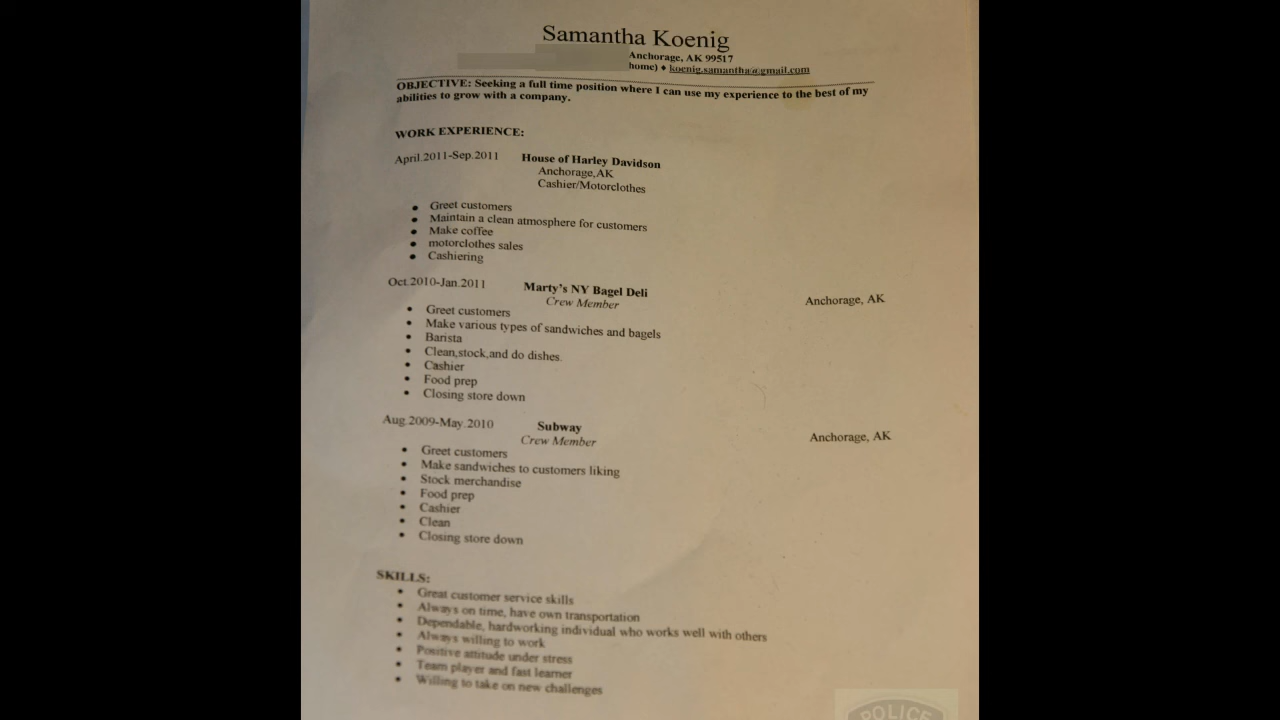 Samantha Koenig
Anchorage, AK 99517
home) ♦ koenig.samantha@gmail.com
OBJECTIVE: Seeking a full time position where I can use my experience to the best of my
abilities to grow with a company.
WORK EXPERIENCE:
April.2011-Sep.2011 House of Harley Davidson
Anchorage,AK
Cashier/Motorclothes
• Greet customers
• Maintain a clean atmosphere for customers
• Make coffee
• motorclothes sales
• Cashiering
Oct.2010-Jan.2011 Marty's NY Bagel Deli Anchorage, AK
Crew Member
• Greet customers
• Make various types of sandwiches and bagels
• Barista
• Clean,stock,and do dishes.
• Cashier
• Food prep
• Closing store down
Aug.2009-May.2010 Subway Anchorage, AK
Crew Member
• Greet customers
• Make sandwiches to customers liking
• Stock merchandise
• Food prep
• Cashier
• Clean
• Closing store down
SKILLS:
• Great customer service skills
• Always on time, have own transportation
• Dependable, hardworking individual who works well with others
• Always willing to work
• Positive attitude under stress
• Team player and fast learner
• Willing to take on new challenges
POLICE